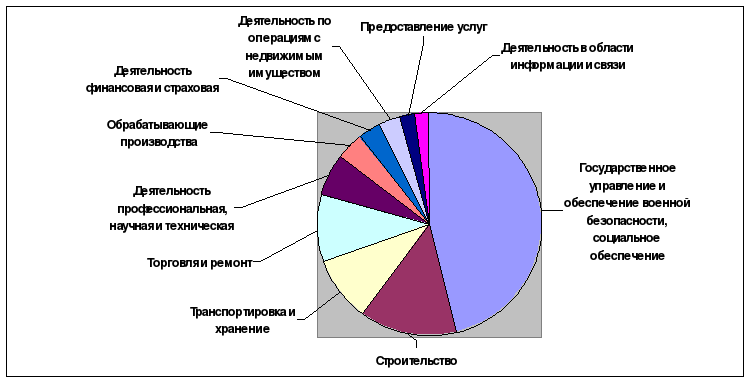 Деятельность по
операциям с
недвижимым
имуществом
Предоставление услуг
Деятельность в области
информации и связи
Деятельность
финансовая и страховая
Обрабатывающие
производства
Деятельность
профессиональная,
научная и техническая
Торговля и ремонт
Транспортировка и
хранение
Строительство
Государственное
управление и
обеспечение военной
безопасности,
социальное
обеспечение